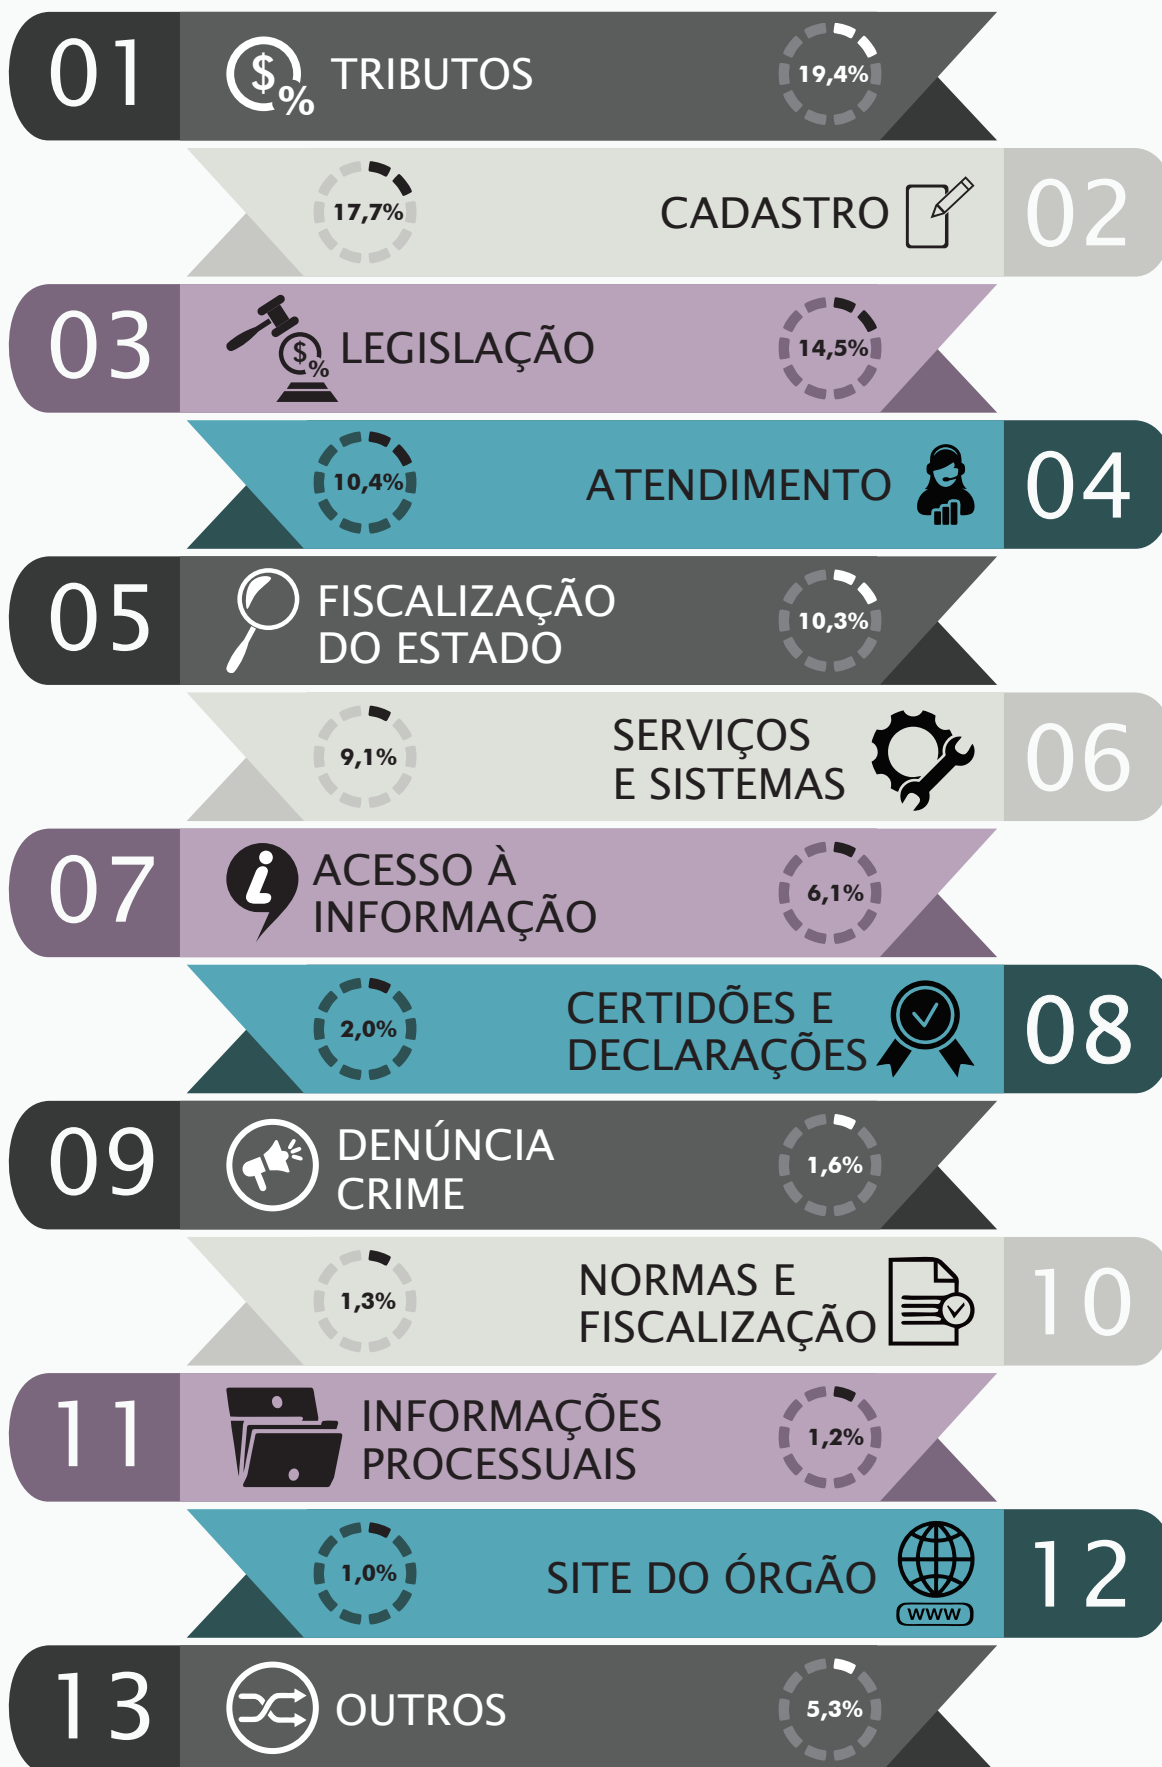 01
$
%
TRIBUTOS
19,4%
17,7%
CADASTRO
02
03
$
%
LEGISLAÇÃO
14,5%
10,4%
ATENDIMENTO
04
05
FISCALIZAÇÃO
DO ESTADO
10,3%
9,1%
SERVIÇOS
E SISTEMAS
06
07
i
ACESSO À
INFORMAÇÃO
6,1%
2,0%
CERTIDÕES E
DECLARAÇÕES
08
09
DENÚNCIA
CRIME
1,6%
1,3%
NORMAS E
FISCALIZAÇÃO
10
11
INFORMAÇÕES
PROCESSUAIS
1,2%
1,0%
SITE DO ÓRGÃO
www
12
13
OUTROS
5,3%